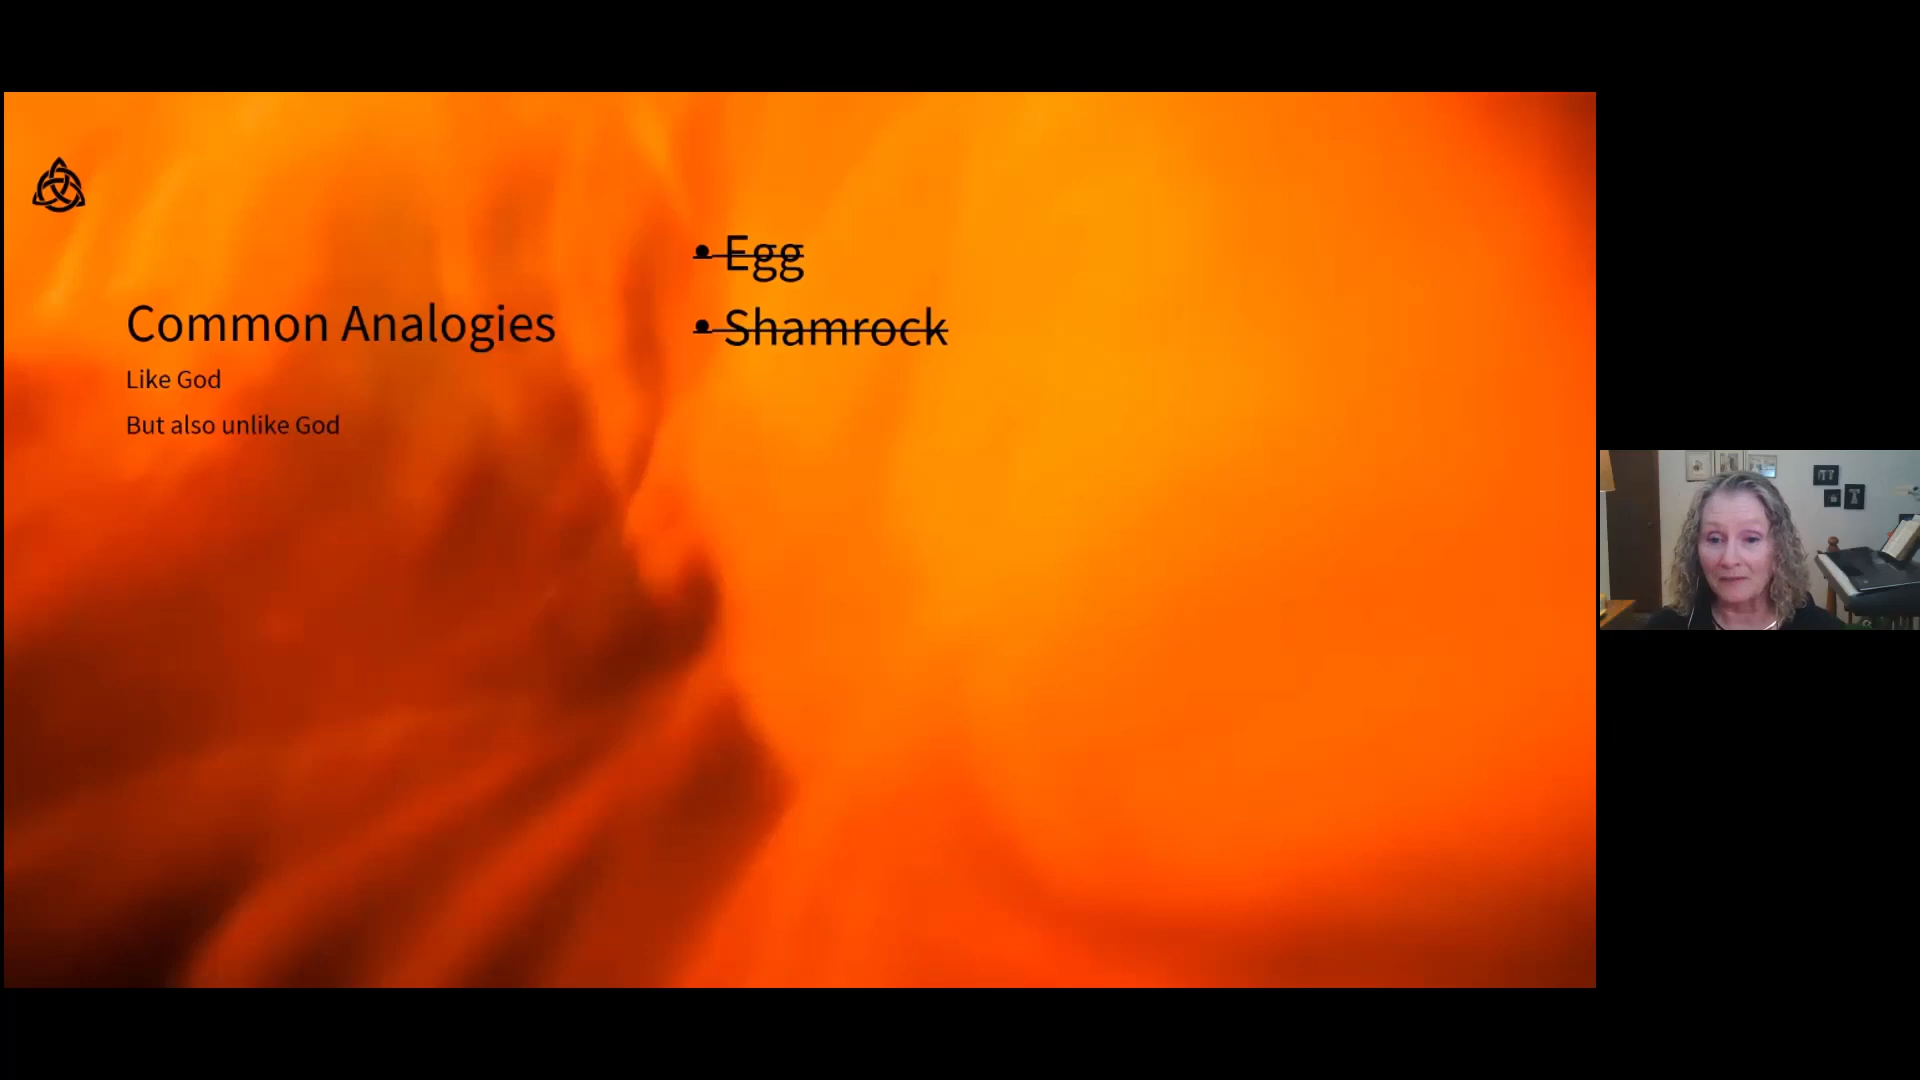 Common Analogies
Like God
But also unlike God
• Egg
• Shamrock